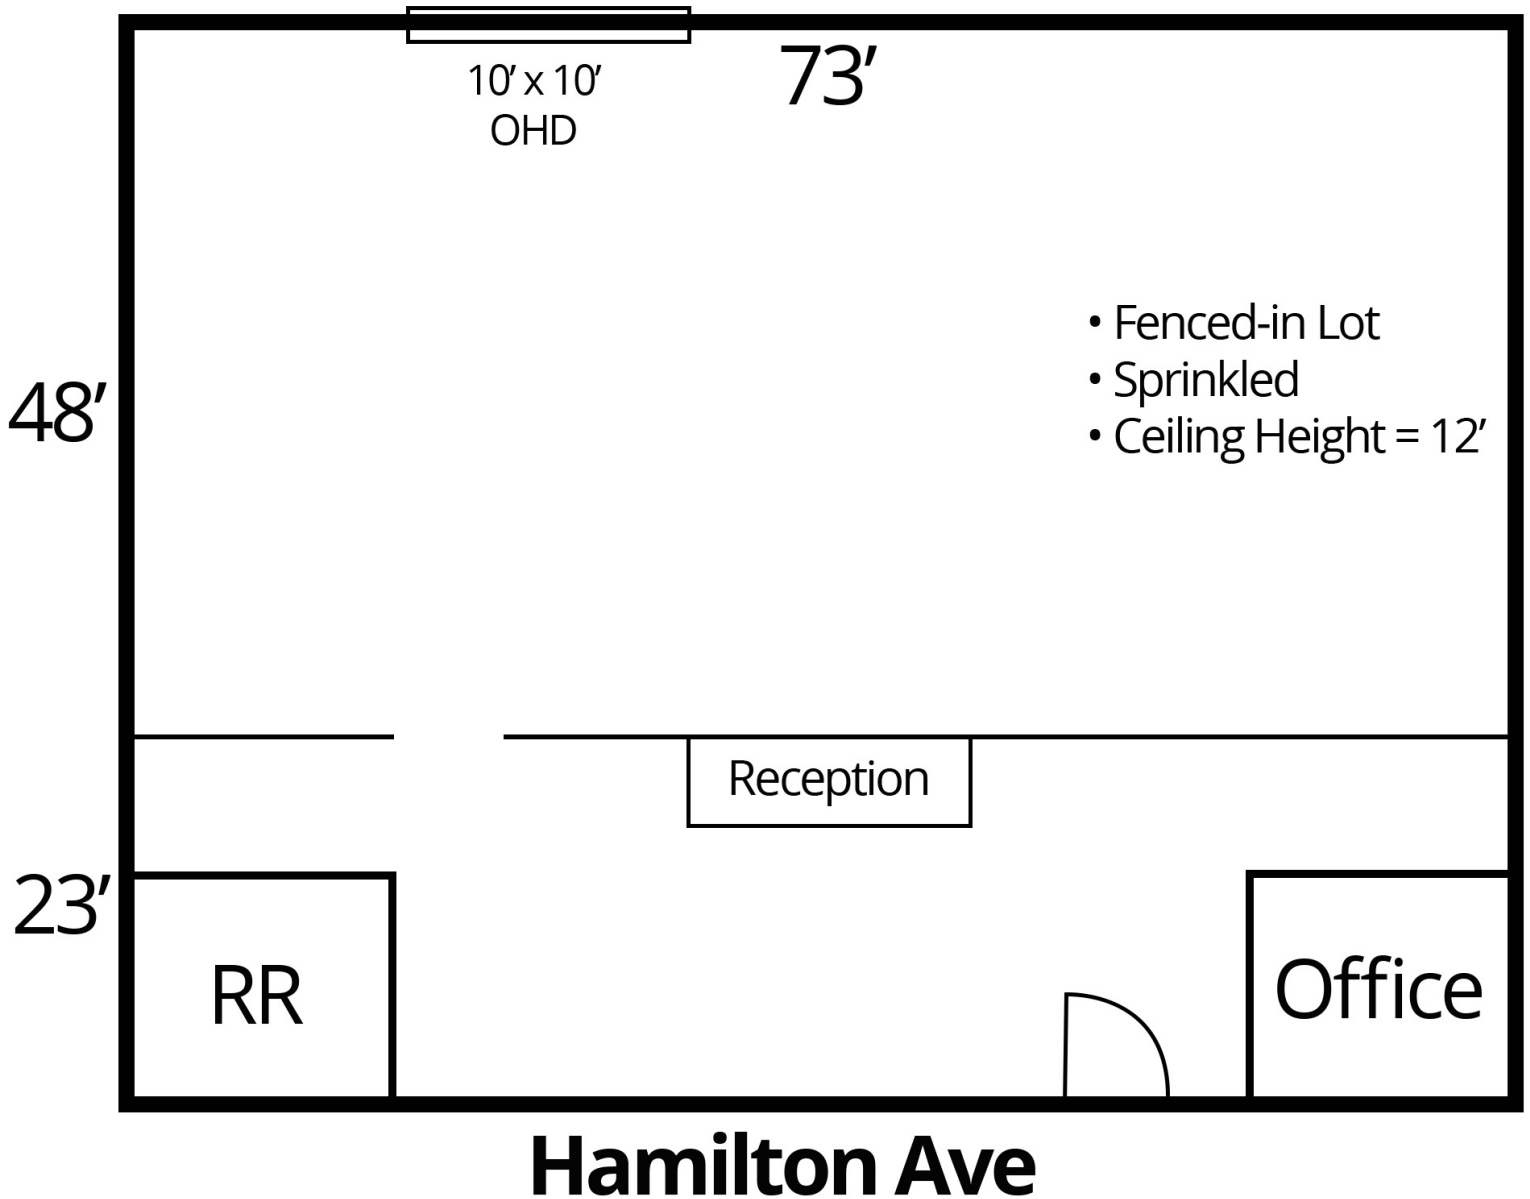 73’
10’ x 10’
OHD
• Fenced-in Lot
• Sprinkled
• Ceiling Height = 12’
48’
Reception
23’
RR
Office
Hamilton Ave